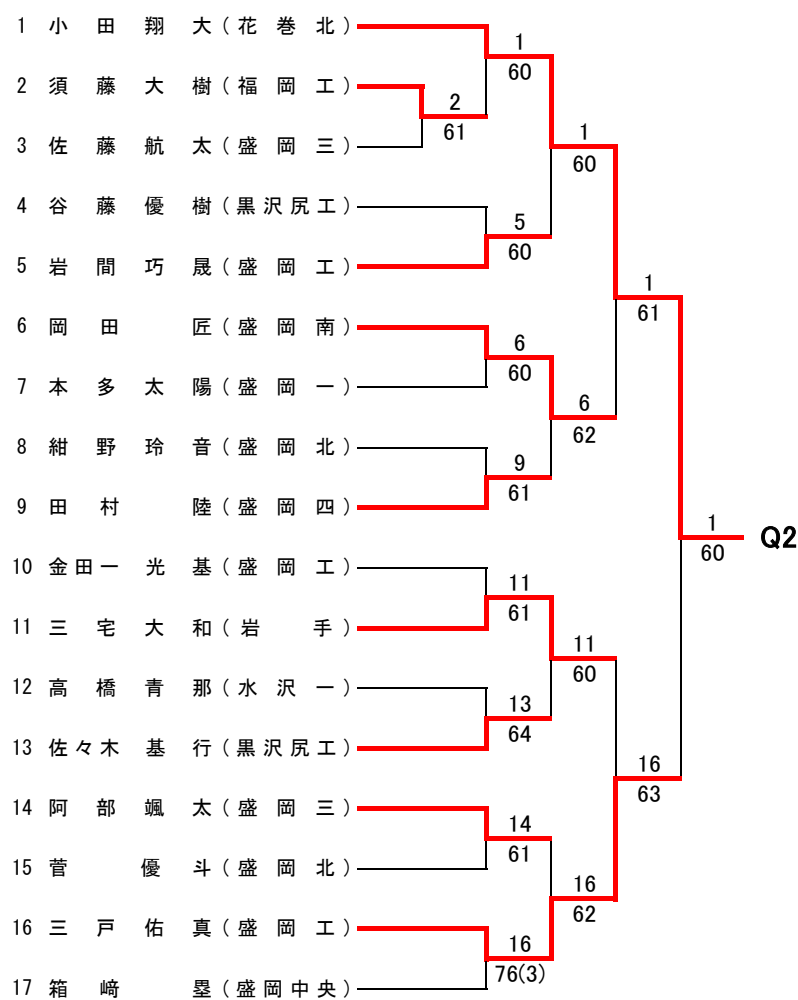 1 小田翔大(花巻北)
1
60
2 須藤大樹(福岡工)
2
61
3 佐藤航太(盛岡三)
1
60
4 谷藤優樹(黒沢尻工)
5
60
5 岩間巧晟(盛岡工)
1
61
6 岡田匠(盛岡南)
6
60
7 本多太陽(盛岡一)
6
62
8 紺野玲音(盛岡北)
9
61
9 田村陸(盛岡四)
1
60
Q2
10 金田一光基(盛岡工)
11
61
11 三宅大和(岩手)
11
60
12 高橋青那(水沢一)
13
64
13 佐々木基行(黒沢尻工)
16
63
14 阿部颯太(盛岡三)
14
61
15 菅優斗(盛岡北)
16
62
16 三戸佑真(盛岡工)
16
76(3)
17 箱﨑塁(盛岡中央)